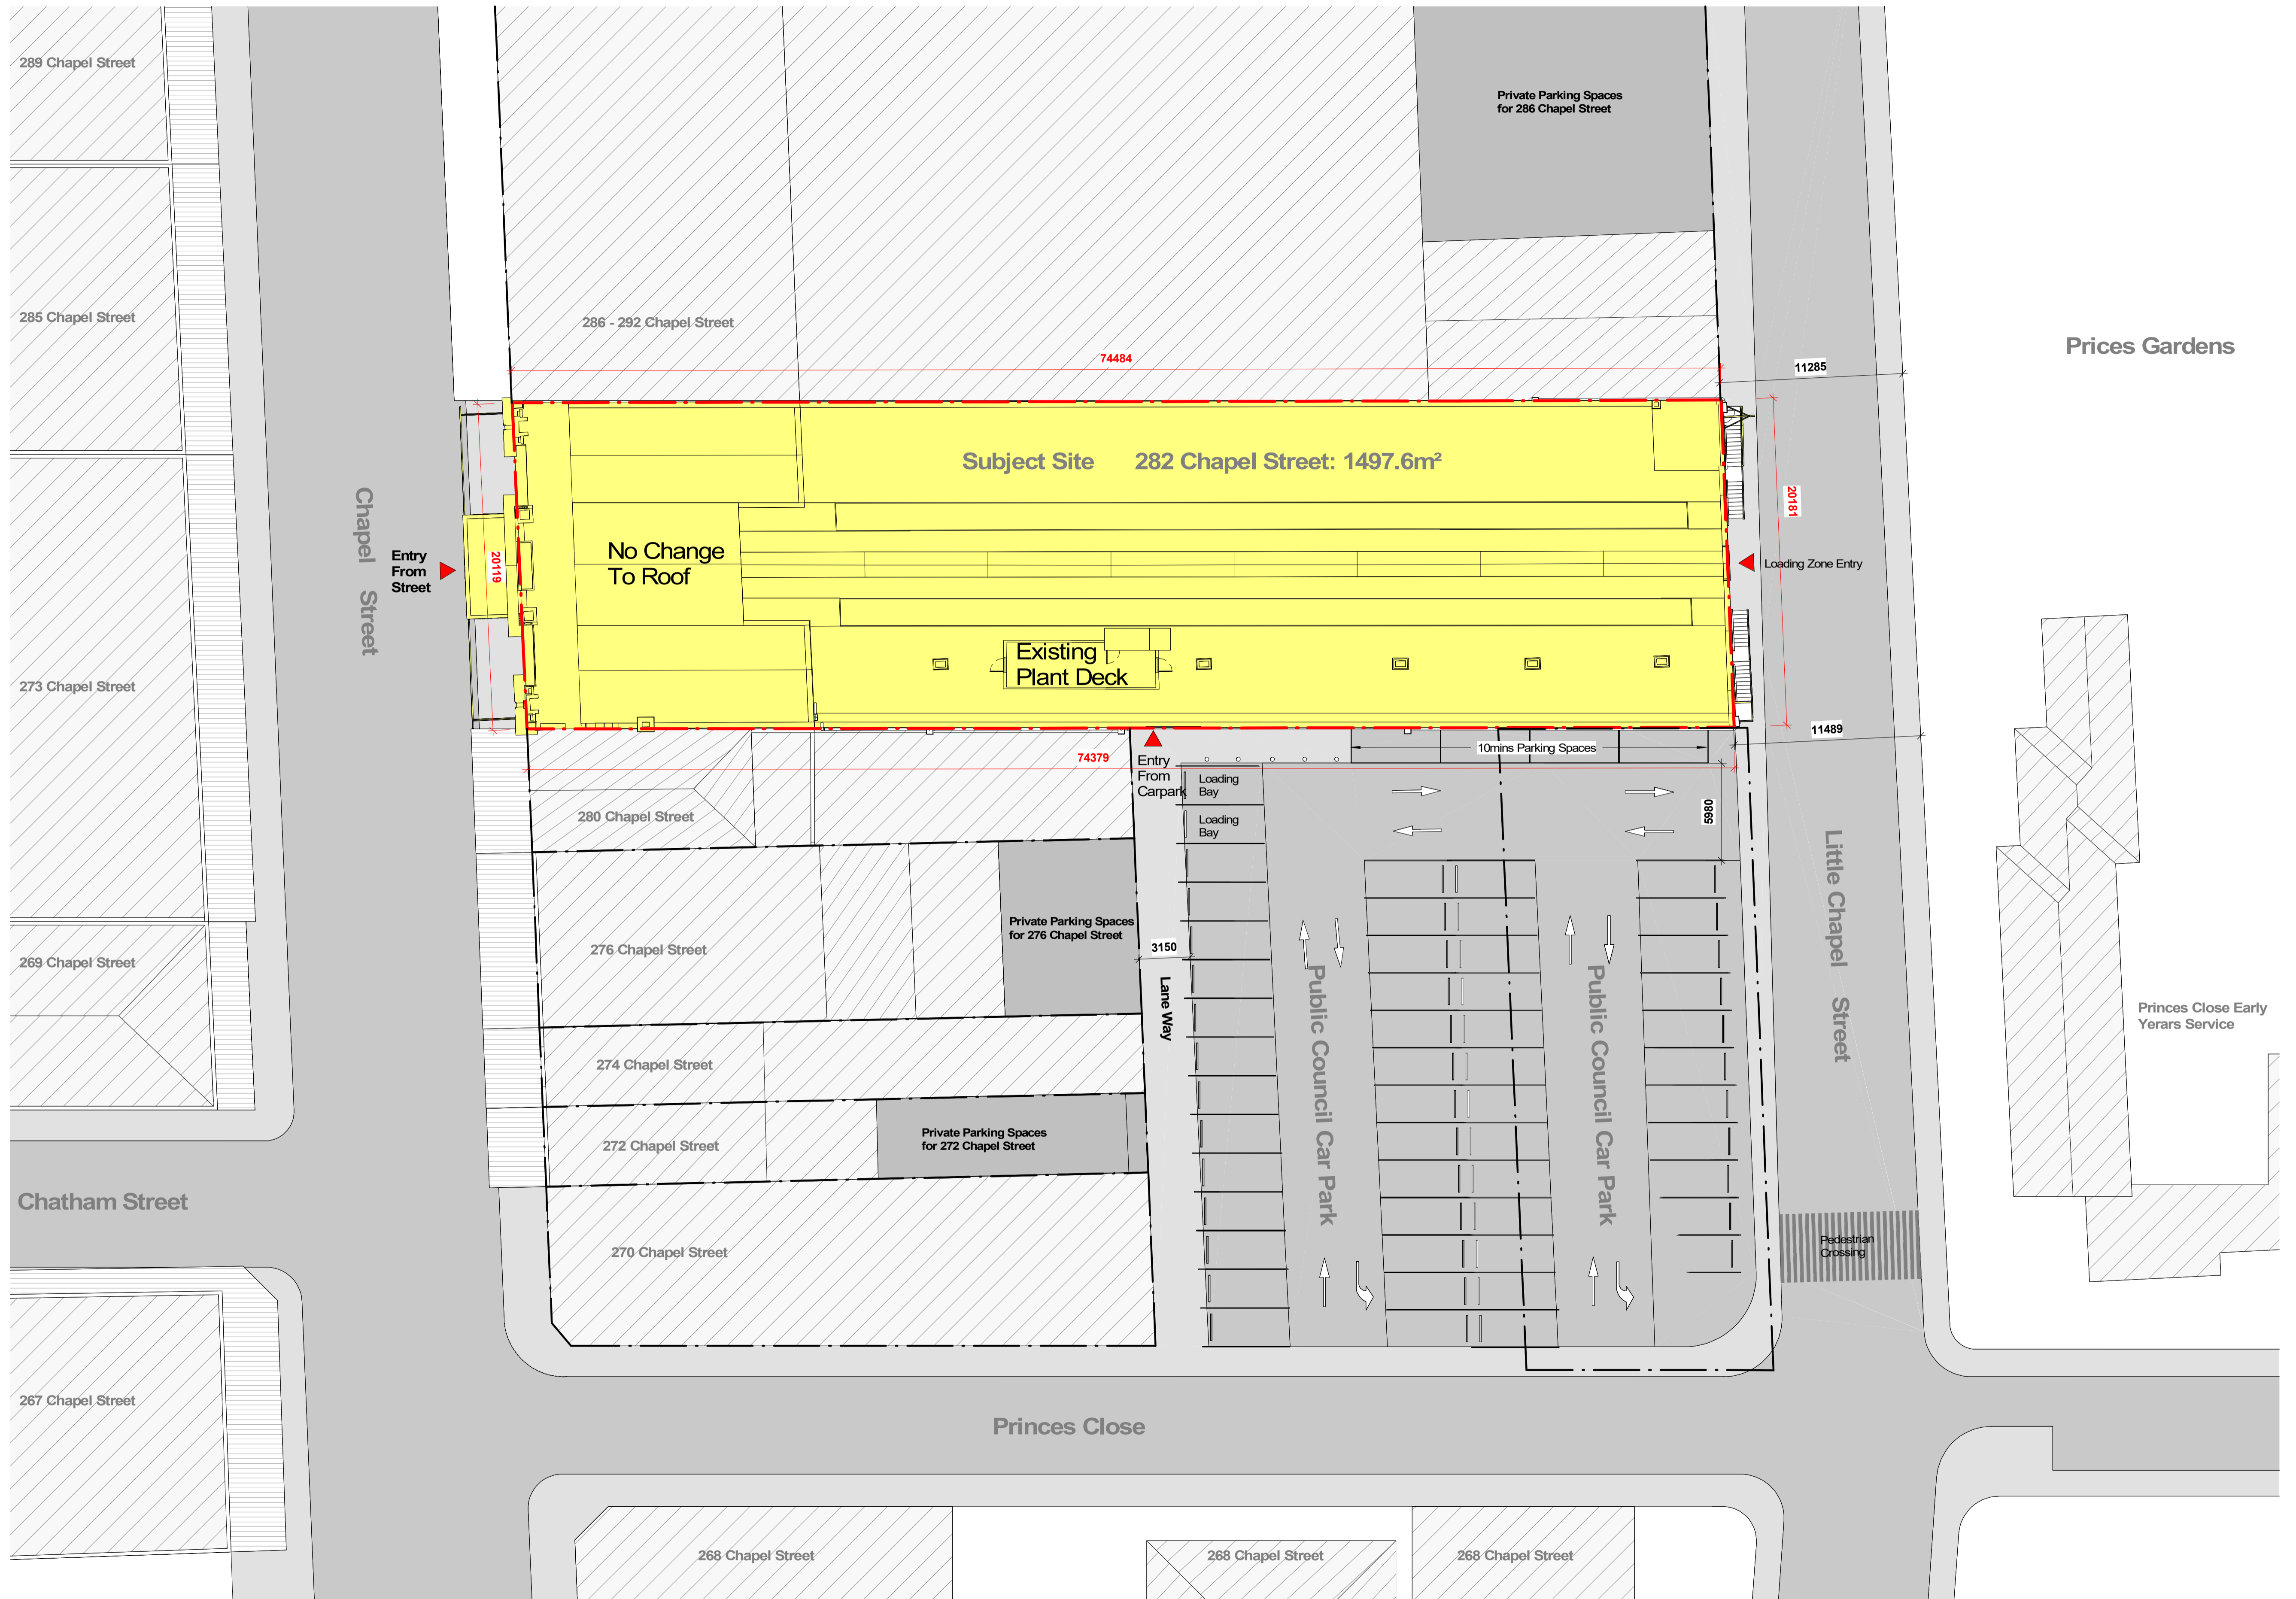 289 Chapel Street
Private Parking Spaces
for 286 Chapel Street
285 Chapel Street
286 - 292 Chapel Street
Prices Gardens
74484
11285
Subject Site 282 Chapel Street: 1497.6m²
Chapel Street
20181
No Change
To Roof
Entry
From
Street
20119
Loading Zone Entry
Existing
Plant Deck
273 Chapel Street
11489
10mins Parking Spaces
74379
Entry
From
Carpark
Loading
Bay
Loading
Bay
5980
280 Chapel Street
Little Chapel Street
Private Parking Spaces
for 276 Chapel Street
276 Chapel Street
3150
269 Chapel Street
Lane Way
Public Council Car Park
Public Council Car Park
Princes Close Early
Yerars Service
274 Chapel Street
Private Parking Spaces
for 272 Chapel Street
272 Chapel Street
Chatham Street
270 Chapel Street
Pedestrian
Crossing
267 Chapel Street
Princes Close
268 Chapel Street
268 Chapel Street
268 Chapel Street